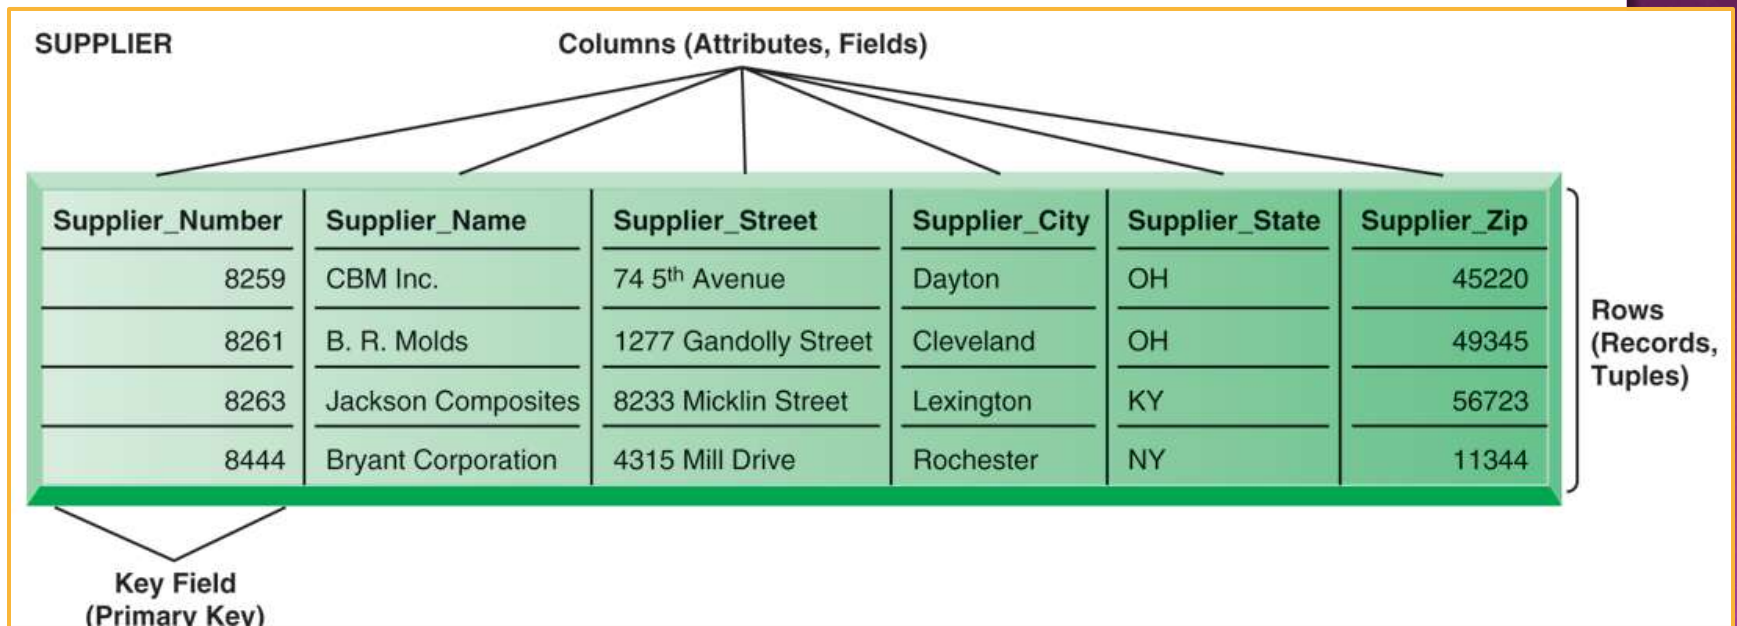 SUPPLIER
Columns (Attributes, Fields)
Supplier_Number Supplier_Name Supplier_Street Supplier_City Supplier_State Supplier_Zip
8259 CBM Inc. 74 5th Avenue Dayton OH 45220
8261 B. R. Molds 1277 Gandolly Street Cleveland OH 49345
8263 Jackson Composites 8233 Micklin Street Lexington KY 56723
8444 Bryant Corporation 4315 Mill Drive Rochester NY 11344
Rows
(Records,
Tuples)
Key Field
(Primary Key)